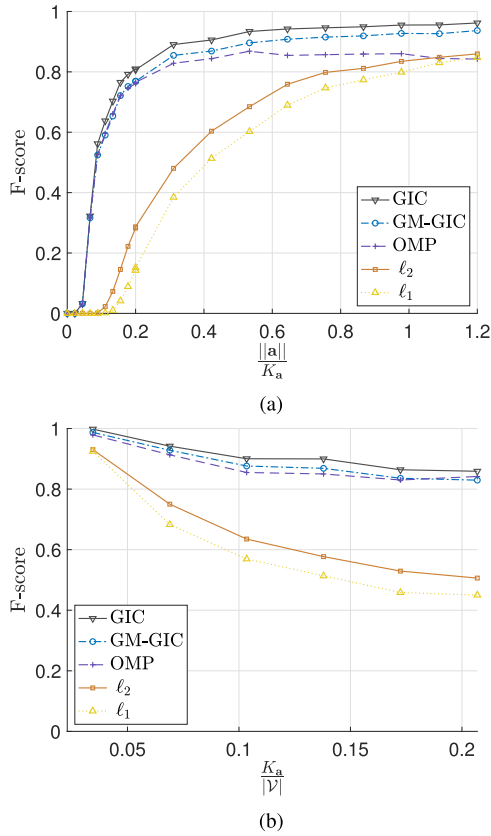 1
0.8
0.6
0.4
0.2
0
F-score
GIC
GM-GIC
OMP
ℓ₂
ℓ₁
0 0.2 0.4 0.6 0.8 1 1.2
||a||
Kₐ
(a)
1
0.8
0.6
0.4
0.2
0
F-score
GIC
GM-GIC
OMP
ℓ₂
ℓ₁
0.05 0.1 0.15 0.2
Kₐ
|𝒱|
(b)